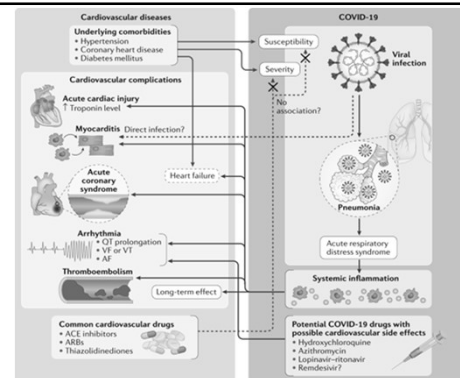 Cardiovascular diseases
Underlying comorbidities
• Hypertension
• Coronary heart disease
• Diabetes mellitus
Cardiovascular complications
Acute cardiac injury
↑ Troponin level
Myocarditis Direct infection?
Acute
coronary
syndrome
Heart failure
Arrhythmia
• QT prolongation
• VF or VT
• AF
Thromboembolism
Long-term effect
Common cardiovascular drugs
• ACE inhibitors
• ARBs
• Thiazolidinediones
COVID-19
Susceptibility
Severity
No
association?
Viral
infection
Pneumonia
Acute respiratory
distress syndrome
Systemic inflammation
Potential COVID-19 drugs with
possible cardiovascular side effects
• Hydroxychloroquine
• Azithromycin
• Lopinavir–ritonavir
• Remdesivir?